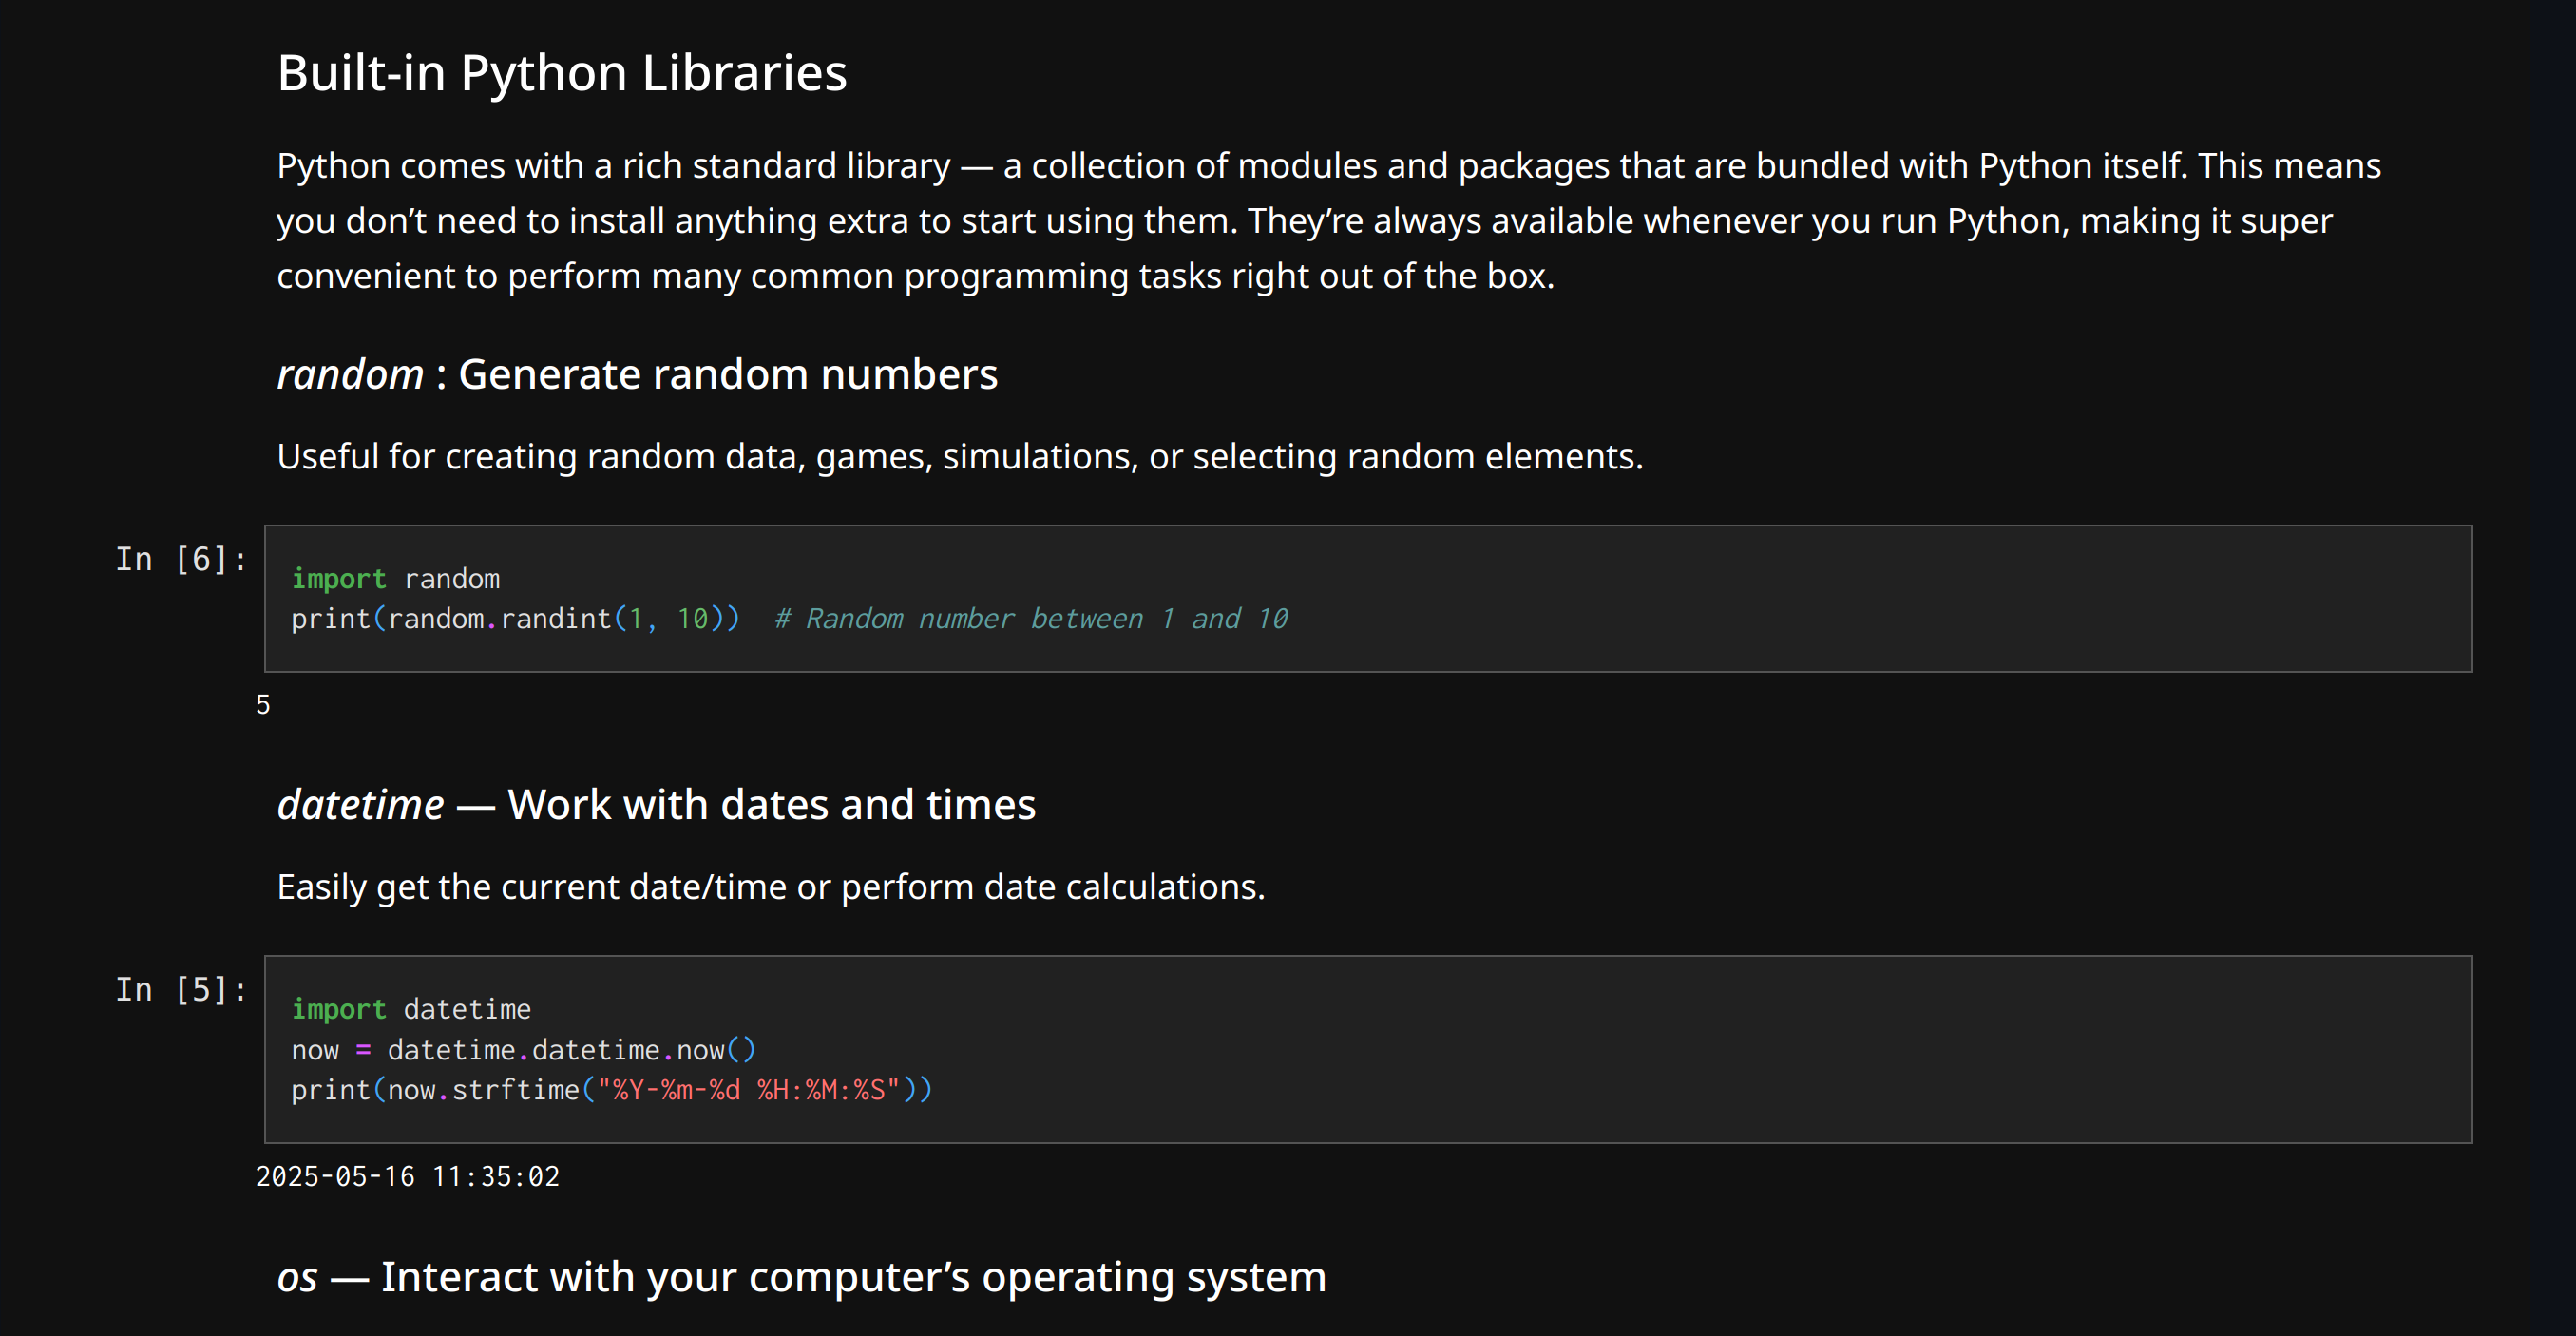 Built-in Python Libraries
Python comes with a rich standard library — a collection of modules and packages that are bundled with Python itself. This means
you don’t need to install anything extra to start using them. They’re always available whenever you run Python, making it super
convenient to perform many common programming tasks right out of the box.
random : Generate random numbers
Useful for creating random data, games, simulations, or selecting random elements.
In [6]:
import random
print(random.randint(1, 10))  # Random number between 1 and 10
5
datetime — Work with dates and times
Easily get the current date/time or perform date calculations.
In [5]:
import datetime
now = datetime.datetime.now()
print(now.strftime("%Y-%m-%d %H:%M:%S"))
2025-05-16 11:35:02
os — Interact with your computer’s operating system